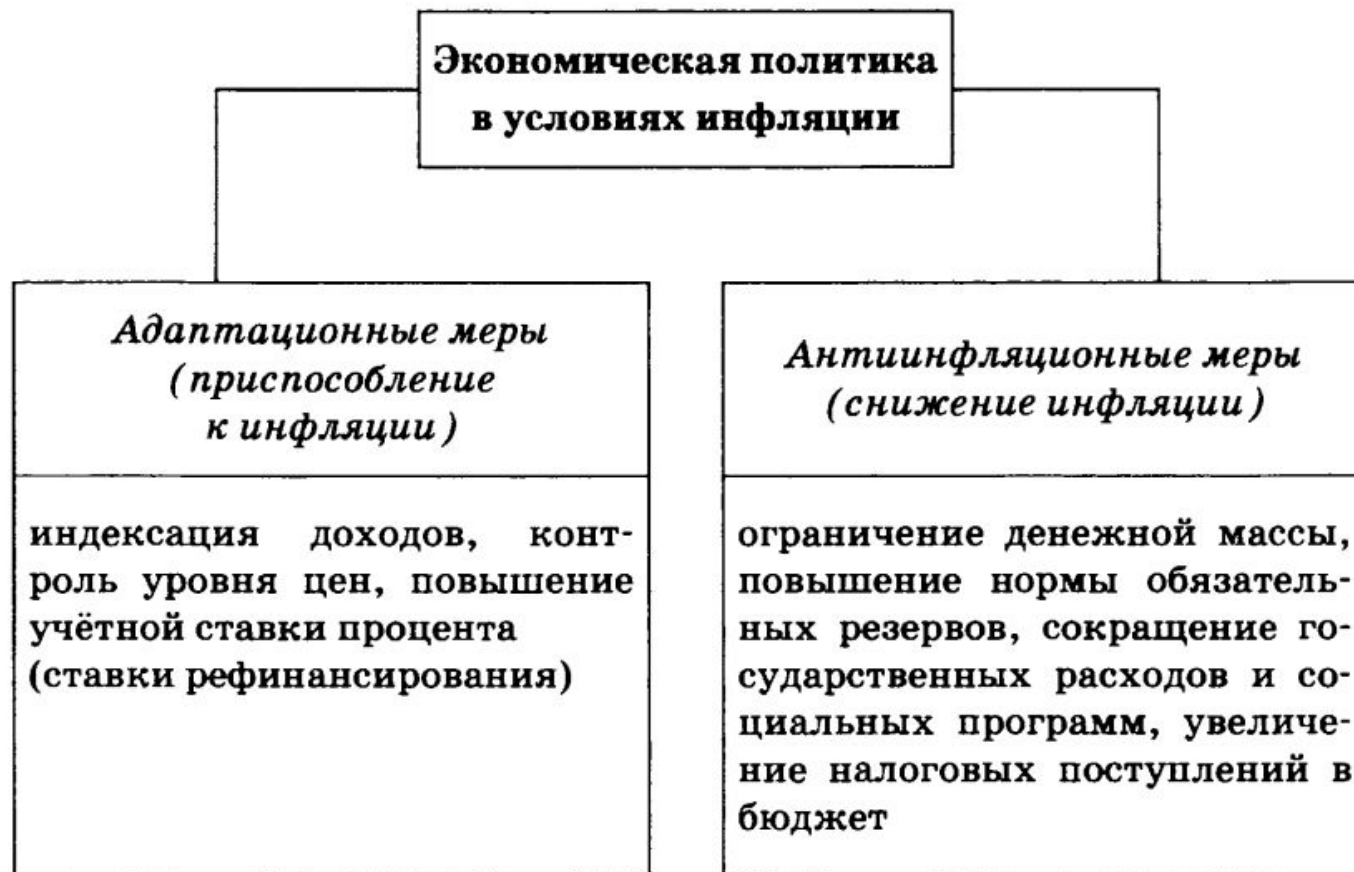 Экономическая политика
в условиях инфляции
Адаптационные меры
(приспособление
к инфляции)
индексация доходов, конт-
роль уровня цен, повышение
учётной ставки процента
(ставки рефинансирования)
Антиинфляционные меры
(снижение инфляции)
ограничение денежной массы,
повышение нормы обязатель-
ных резервов, сокращение го-
сударственных расходов и со-
циальных программ, увеличе-
ние налоговых поступлений в
бюджет